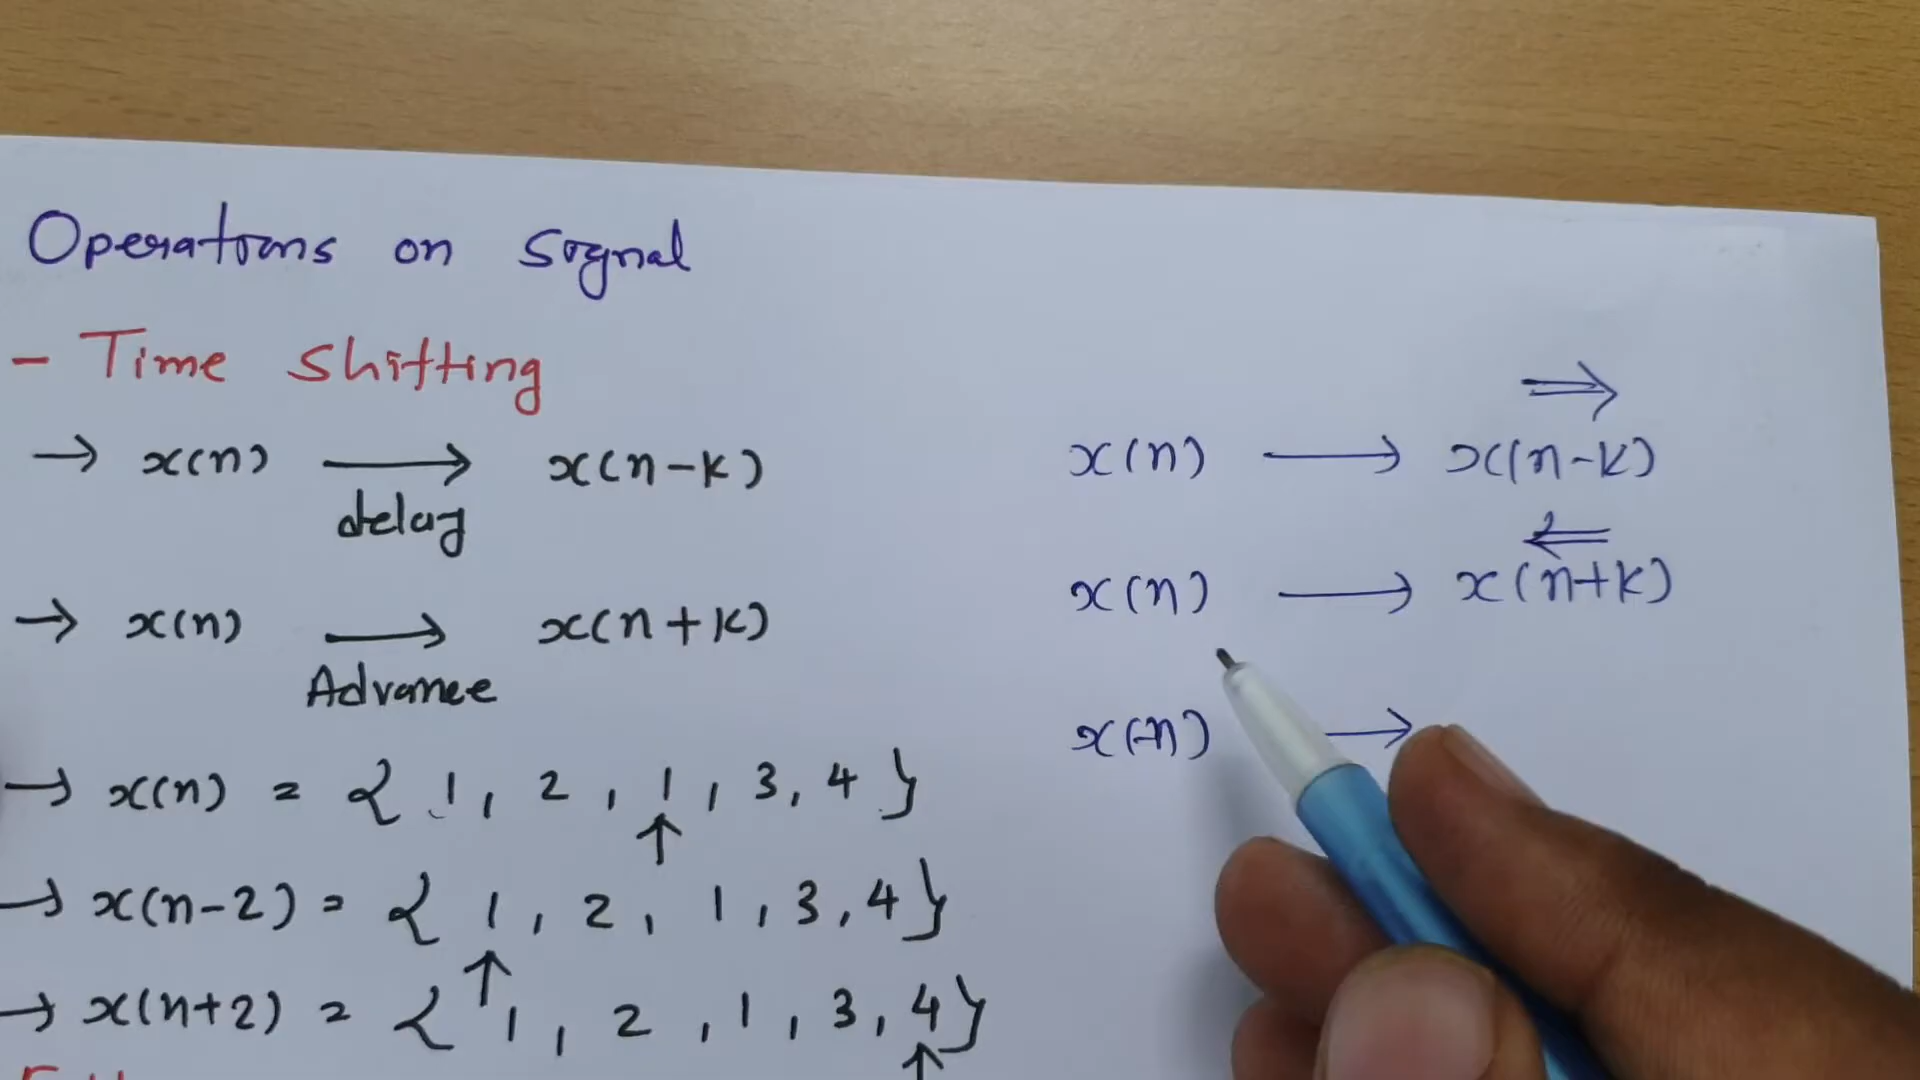 Operations on Signal
- Time Shifting
→ x(n) → x(n-k)
delay
→ x(n) → x(n+k)
Advance
→ x(n) = { 1, 2, 1, 3, 4 }
↑
→ x(n-2) = { 1, 2, 1, 3, 4 }
↑
→ x(n+2) = { 1, 2, 1, 3, 4 }
↑
⇒
x(n) → x(n-k)
⇐
x(n) → x(n+k)
x(-n) →